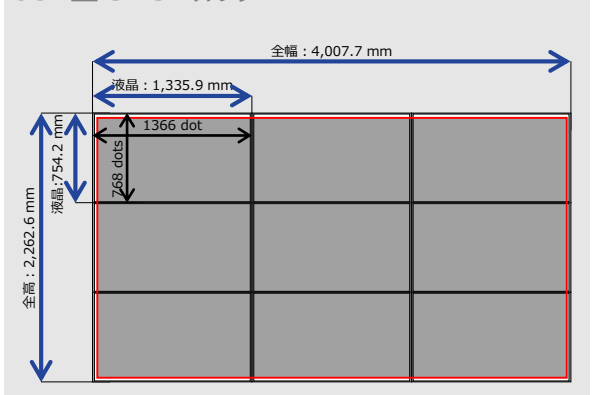 全幅：4,007.7 mm
液晶：1,335.9 mm
1366 dot
768 dots
液晶:754.2 mm
全高：2,262.6 mm